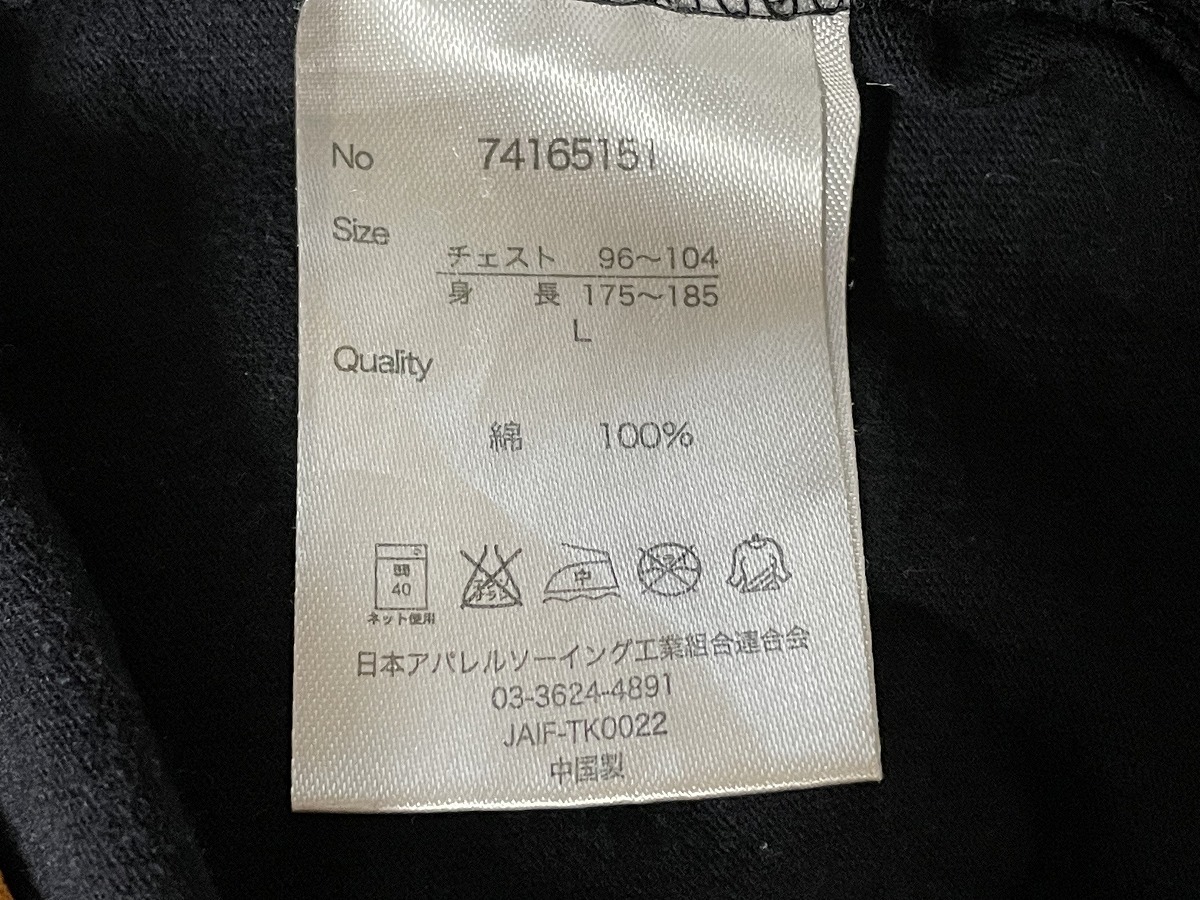 No 74165151
Size
チェスト 96～104
身長 175～185
L
Quality
綿 100%
弱
40
中
ネット使用
日本アパレルソーイング工業組合連合会
03-3624-4891
JAIF-TK0022
中国製